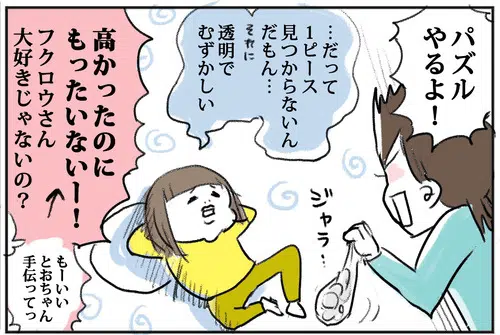 パズル
やるよ！
…だって
1ピース
見つからないん
だもん…
それに
透明で
むずかしい
ジャラ！
高かったのに
もったいないー！
フクロウさん
大好きじゃないの？
もーいい
とおちゃん
手伝ってっ